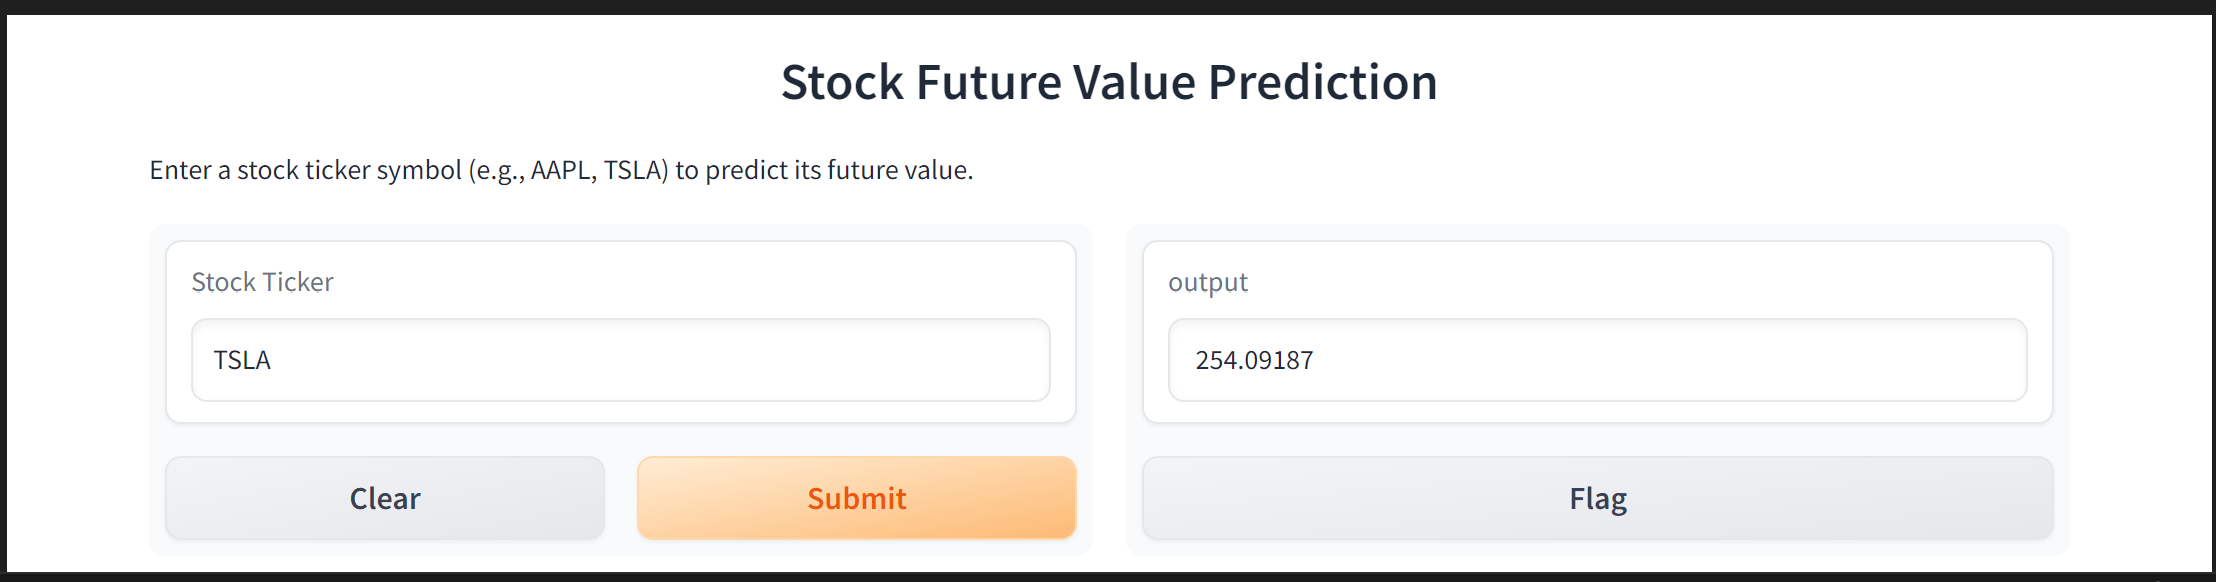 Stock Future Value Prediction
Enter a stock ticker symbol (e.g., AAPL, TSLA) to predict its future value.
Stock Ticker
TSLA
Clear
Submit
output
254.09187
Flag